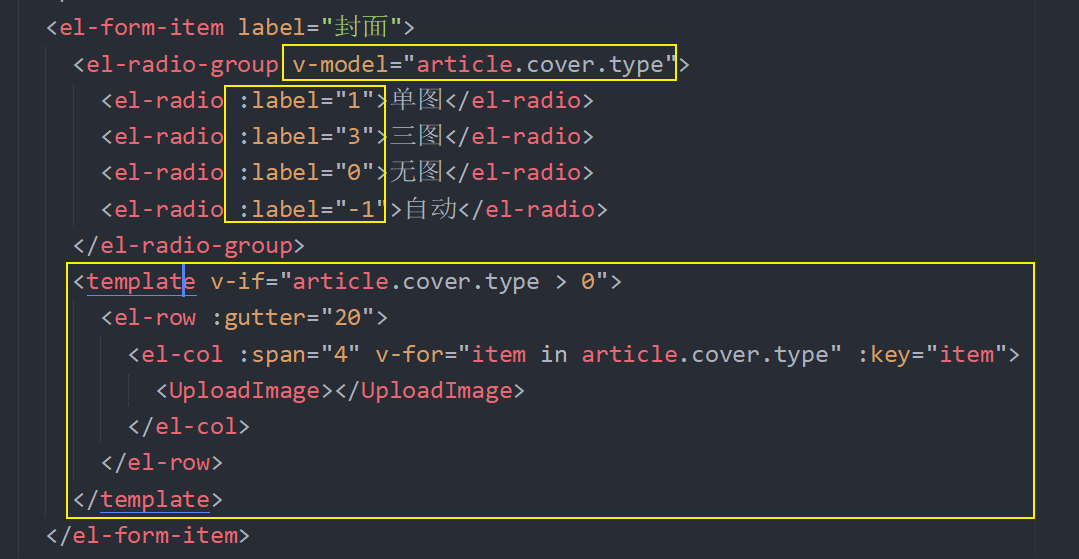 <el-form-item label="封面">
<el-radio-group v-model="article.cover.type">
<el-radio :label="1">单图</el-radio>
<el-radio :label="3">三图</el-radio>
<el-radio :label="0">无图</el-radio>
<el-radio :label="-1">自动</el-radio>
</el-radio-group>
<template v-if="article.cover.type > 0">
<el-row :gutter="20">
<el-col :span="4" v-for="item in article.cover.type" :key="item">
<UploadImage></UploadImage>
</el-col>
</el-row>
</template>
</el-form-item>